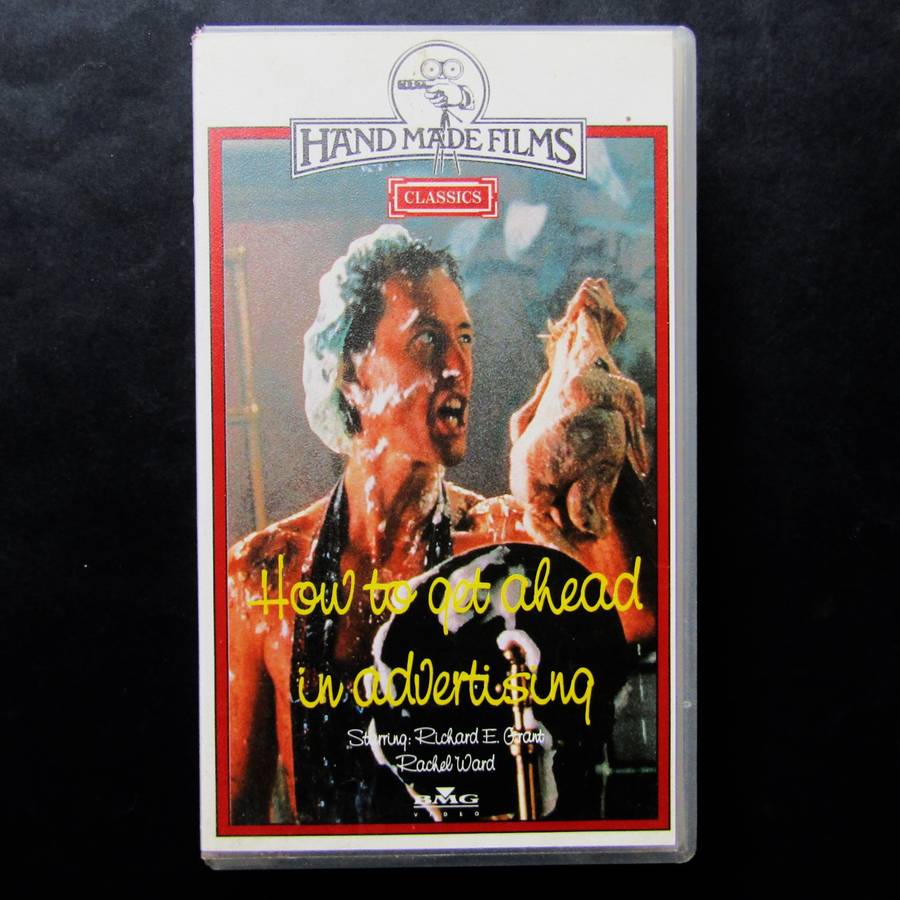 HAND MADE FILMS
CLASSICS
How to get ahead
in advertising
Starring: Richard E. Grant
Rachel Ward
BMG
VIDEO